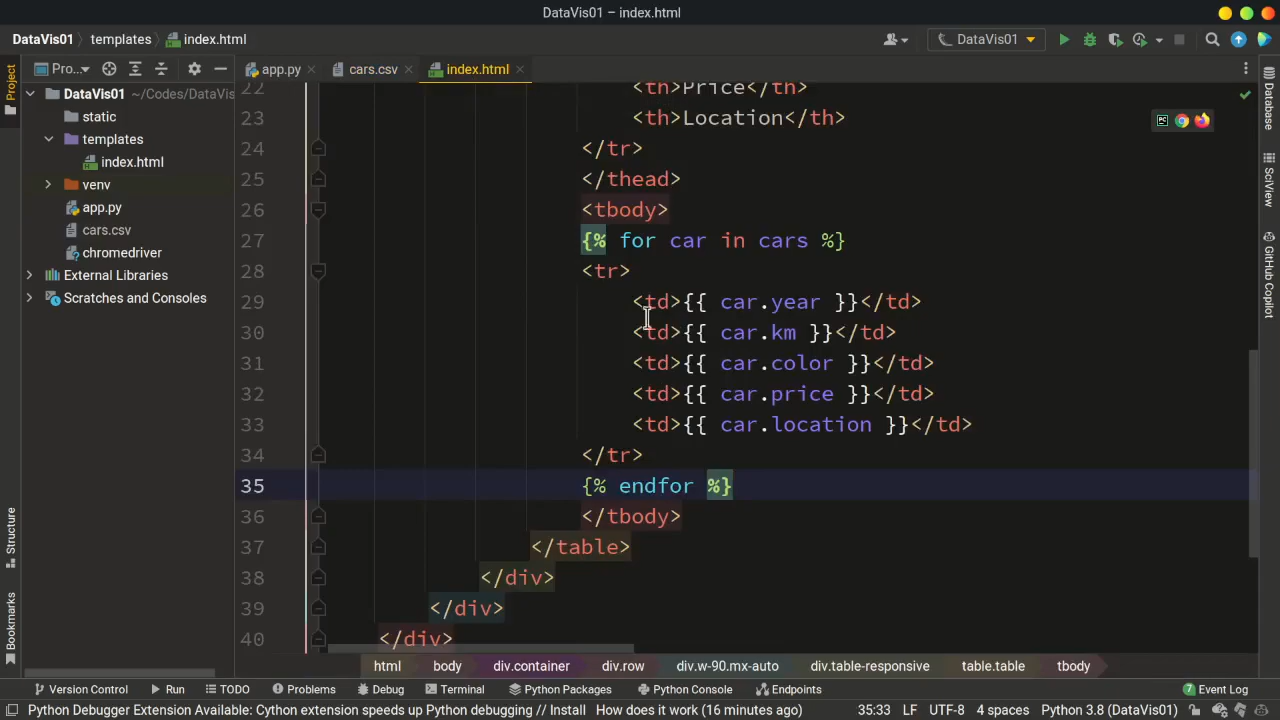 DataVis01 – index.html
DataVis01 templates index.html DataVis01
Pro... app.py cars.csv index.html
Project
DataVis01 ~/Codes/DataVis
static
templates
index.html
venv
app.py
cars.csv
chromedriver
External Libraries
Scratches and Consoles
Structure
Bookmarks
22 <th>Price</th>
23 <th>Location</th>
24 </tr>
25 </thead>
26 <tbody>
27 {% for car in cars %}
28 <tr>
29 <td>{{ car.year }}</td>
30 <td>{{ car.km }}</td>
31 <td>{{ car.color }}</td>
32 <td>{{ car.price }}</td>
33 <td>{{ car.location }}</td>
34 </tr>
35 {% endfor %}
36 </tbody>
37 </table>
38 </div>
39 </div>
40 </div>
Database
SciView
GitHub Copilot
html body div.container div.row div.w-90.mx-auto div.table-responsive table.table tbody
Version Control Run TODO Problems Debug Terminal Python Packages Python Console Endpoints 7 Event Log
Python Debugger Extension Available: Cython extension speeds up Python debugging // Install How does it work (16 minutes ago) 35:33 LF UTF-8 4 spaces Python 3.8 (DataVis01)